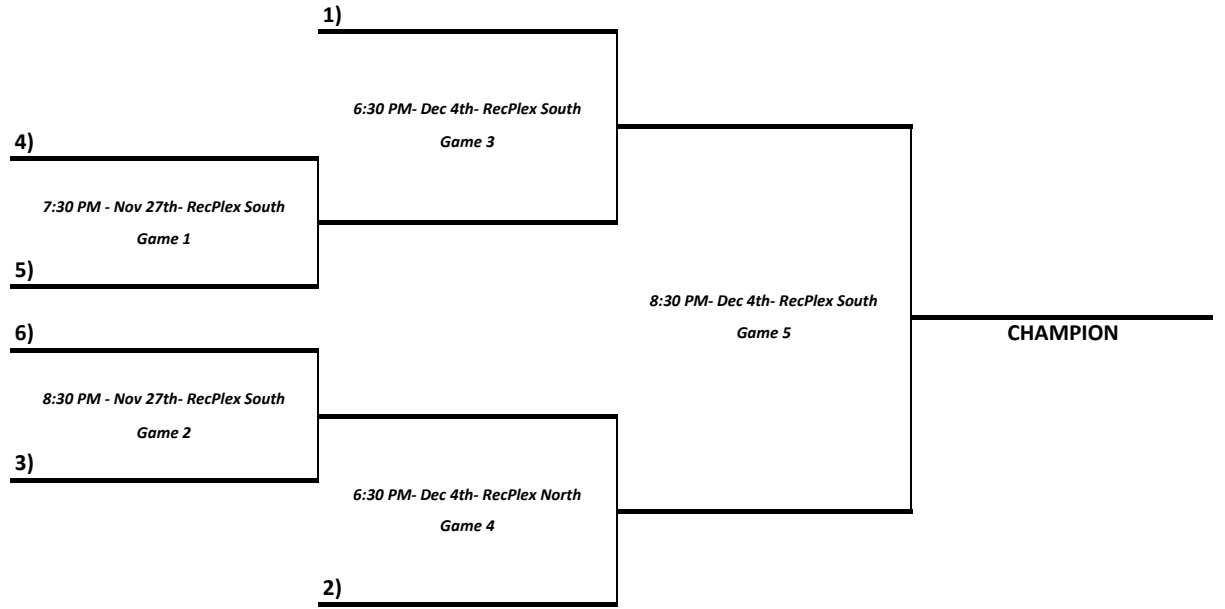 1)
6:30 PM- Dec 4th- RecPlex South
Game 3
4)
7:30 PM - Nov 27th- RecPlex South
Game 1
5)
8:30 PM- Dec 4th- RecPlex South
Game 5
CHAMPION
6)
8:30 PM - Nov 27th- RecPlex South
Game 2
3)
6:30 PM- Dec 4th- RecPlex North
Game 4
2)